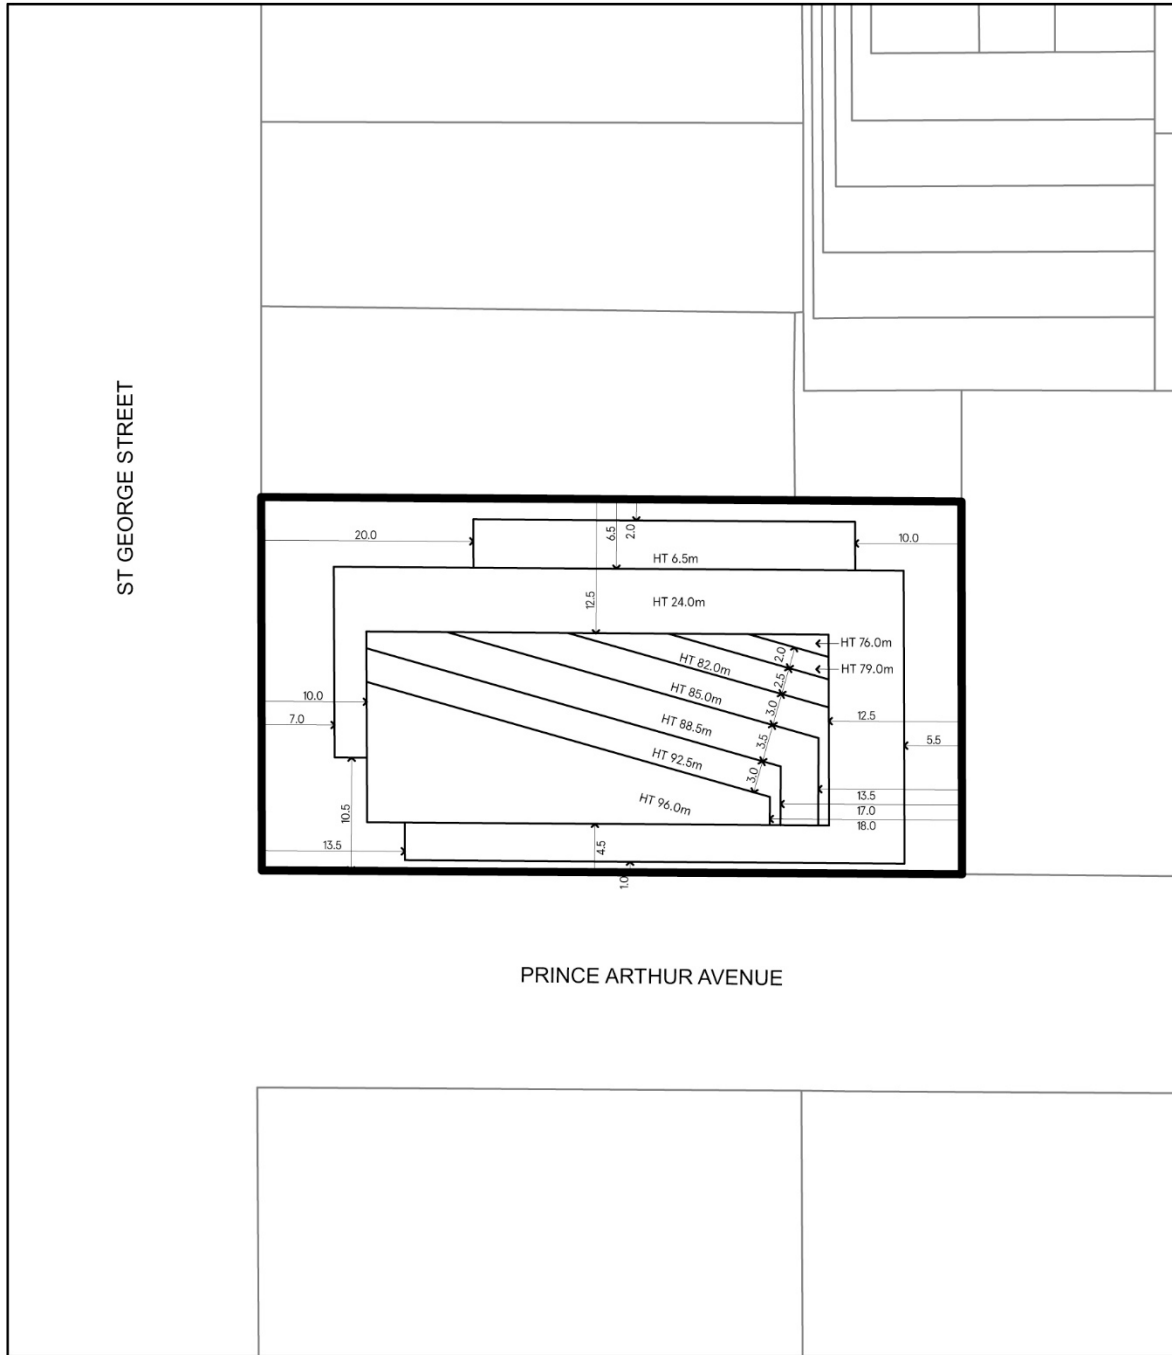 ST GEORGE STREET
20.0
6.5
2.0
10.0
HT 6.5m
12.5
HT 24.0m
HT 76.0m
2.0
HT 82.0m
HT 79.0m
2.5
10.0
HT 85.0m
3.0
7.0
12.5
HT 88.5m
3.5
5.5
HT 92.5m
3.0
13.5
HT 96.0m
17.0
10.5
18.0
13.5
4.5
1.0
PRINCE ARTHUR AVENUE